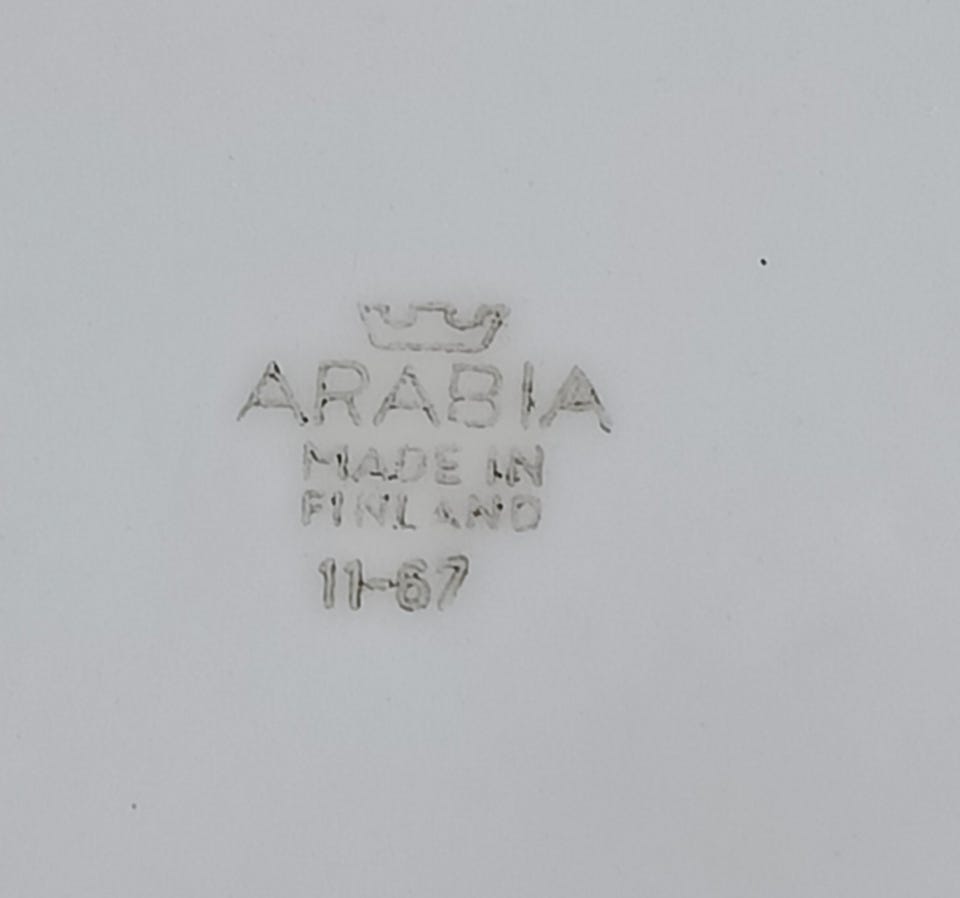 ARABIA
MADE IN
FINLAND
11-67